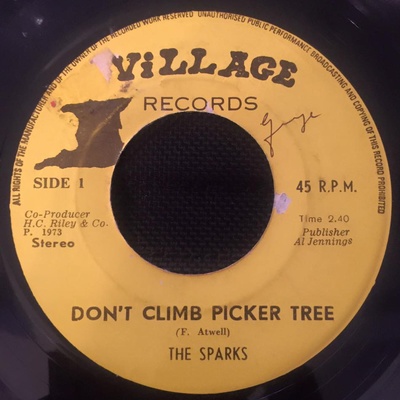 ALL RIGHTS OF THE MANUFACTURER AND OF THE OWNER OF THE RECORDED WORK RESERVED. UNAUTHORISED PUBLIC PERFORMANCE BROADCASTING AND COPYING OF THIS RECORD PROHIBITED
ViLLAGE
RECORDS
SIDE 1
45 R.P.M.
Co-Producer
H.C. Riley & Co.
P. 1973
Stereo
Time 2.40
Publisher
Al Jennings
DON'T CLIMB PICKER TREE
(F. Atwell)
THE SPARKS